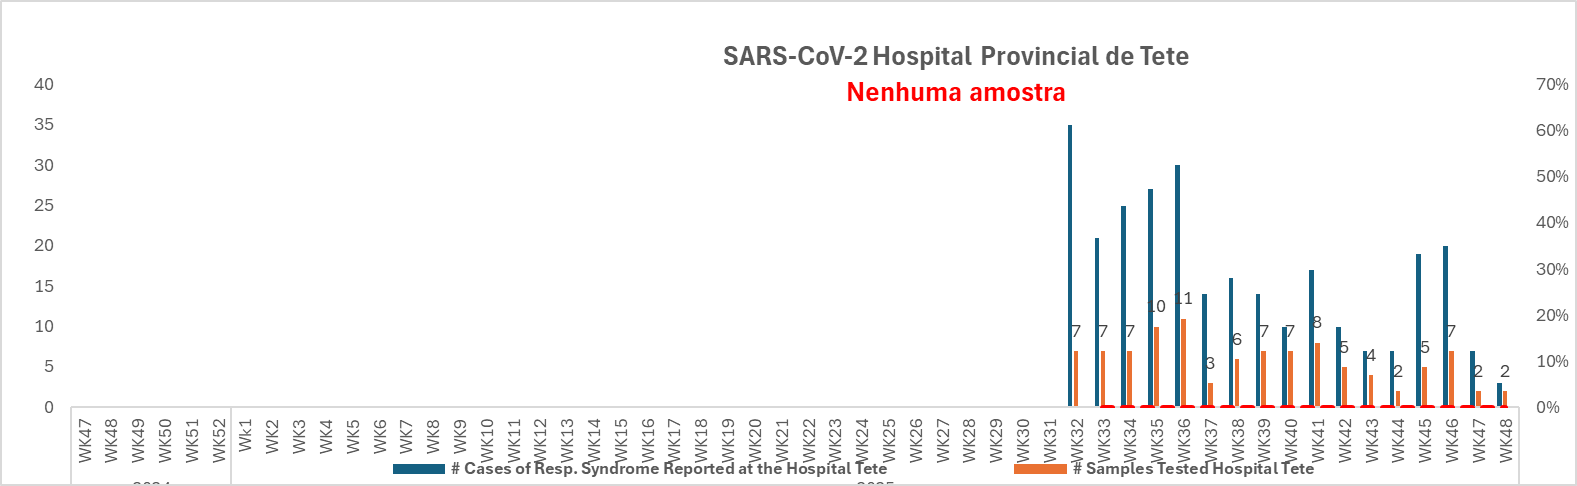 SARS-CoV-2 Hospital Provincial de Tete
Nenhuma amostra
40
35
30
25
20
15
10
5
0
70%
60%
50%
40%
30%
20%
10%
0%
7 7 7 10 11 3 6 7 7 8 5 4 2 5 7 2 2
WK47 WK48 WK49 WK50 WK51 WK52 Wk1 WK2 WK3 WK4 WK5 WK6 WK7 WK8 WK9 WK10 WK11 WK12 WK13 WK14 WK15 WK16 WK17 WK18 WK19 WK20 WK21 WK22 WK23 WK24 WK25 WK26 WK27 WK28 WK29 WK30 WK31 WK32 WK33 WK34 WK35 WK36 WK37 WK38 WK39 WK40 WK41 WK42 WK43 WK44 WK45 WK46 WK47 WK48
# Cases of Resp. Syndrome Reported at the Hospital Tete
# Samples Tested Hospital Tete